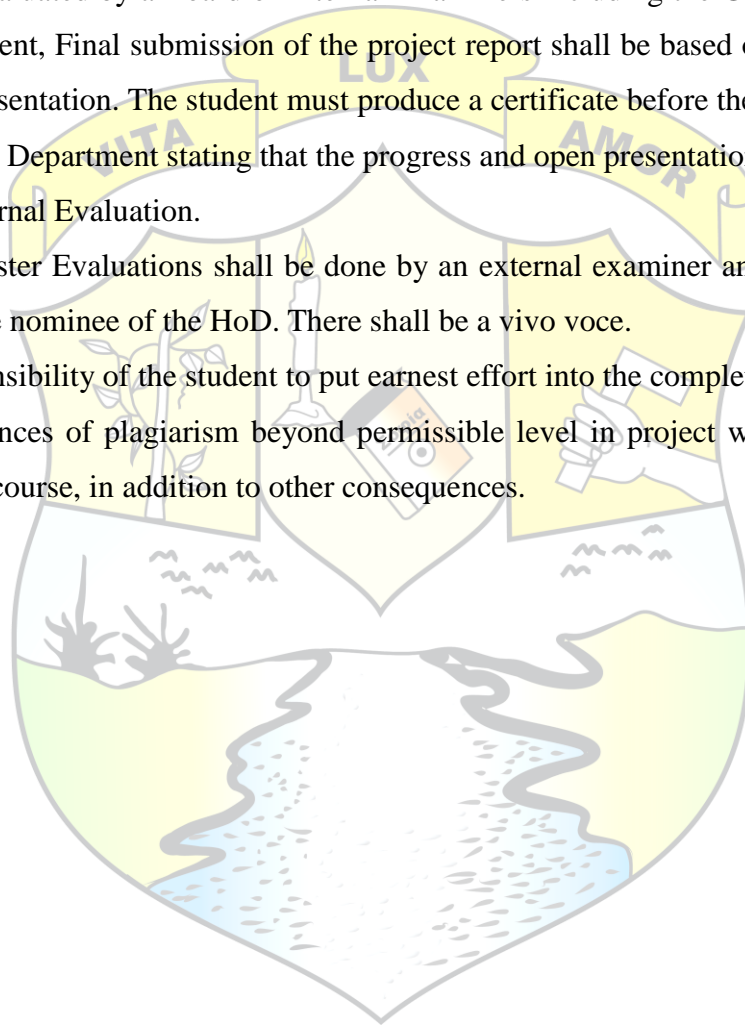 ent, Final submission of the project report shall be based
LUX
sentation. The student must produce a certificate before the
VITA
AMOR
Department stating that the progress and open presentation
rnal Evaluation.
ster Evaluations shall be done by an external examiner
nominee of the HoD. There shall be a vivo voce.
nsibility of the student to put earnest effort into the
nces of plagiarism beyond permissible level in project
course, in addition to other consequences.